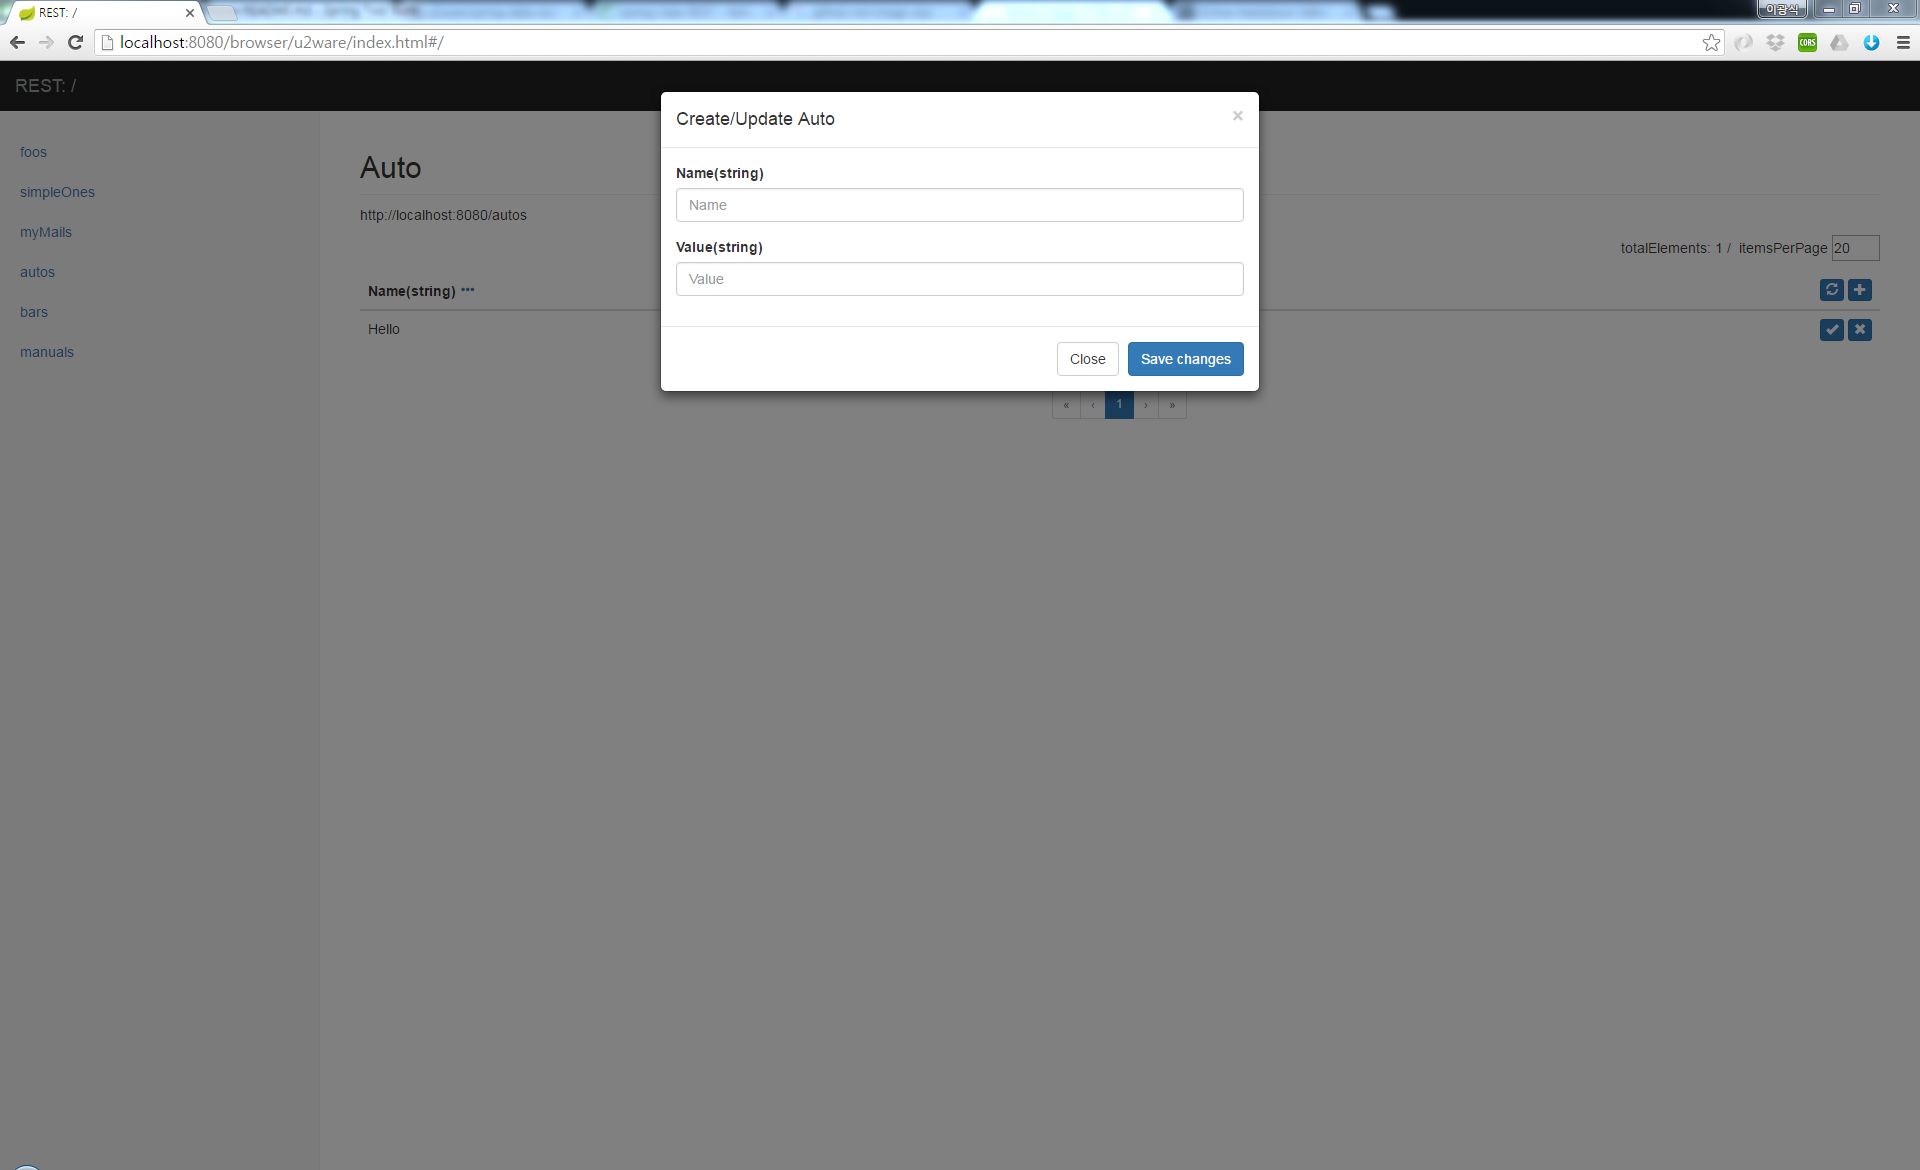 REST: /
이광식
localhost:8080/browser/u2ware/index.html#/
CORS
REST: /
foos
simpleOnes
myMails
autos
bars
manuals
Auto
http://localhost:8080/autos
totalElements: 1 / itemsPerPage 20
Name(string)
Hello
« ‹ 1 › »
Create/Update Auto
×
Name(string)
Name
Value(string)
Value
Close
Save changes